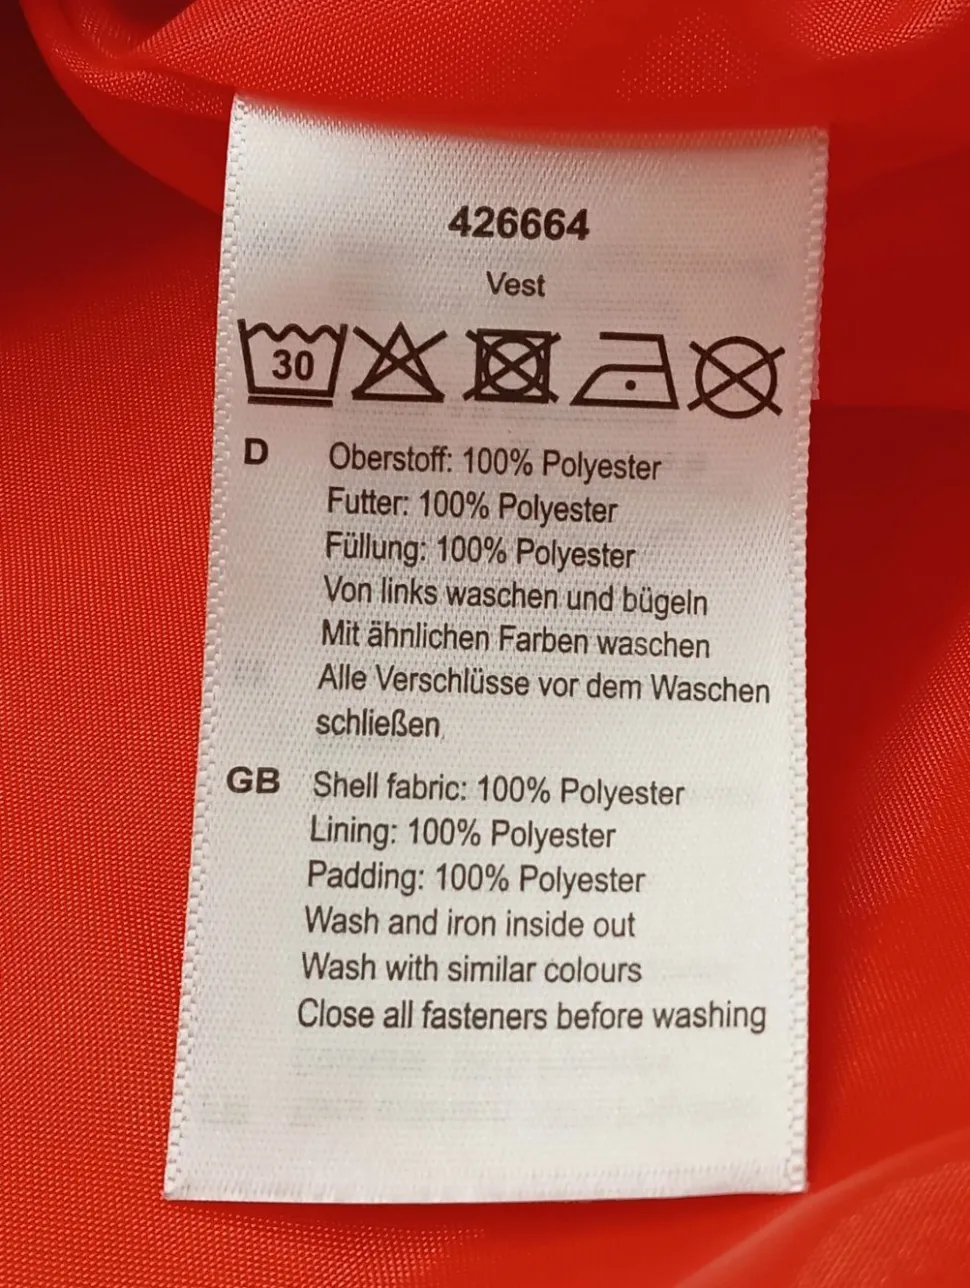 426664
Vest
30
D
Oberstoff: 100% Polyester
Futter: 100% Polyester
Füllung: 100% Polyester
Von links waschen und bügeln
Mit ähnlichen Farben waschen
Alle Verschlüsse vor dem Waschen
schließen
GB
Shell fabric: 100% Polyester
Lining: 100% Polyester
Padding: 100% Polyester
Wash and iron inside out
Wash with similar colours
Close all fasteners before washing